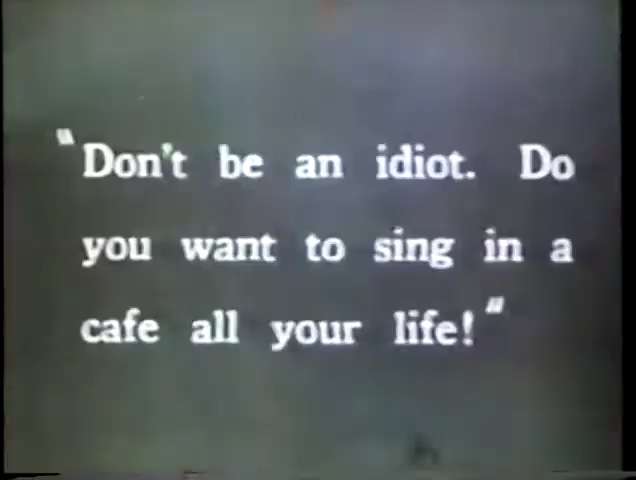 "Don't be an idiot. Do
you want to sing in a
cafe all your life!"